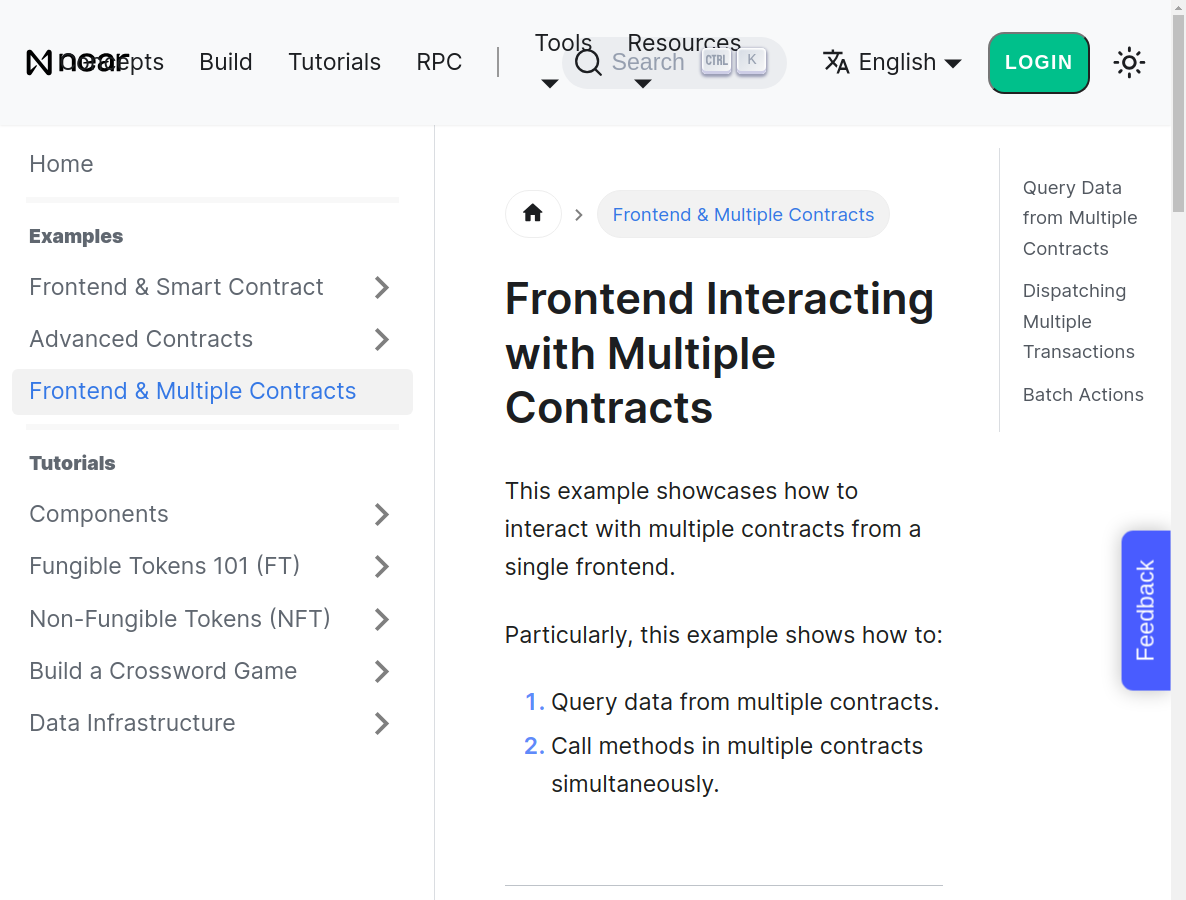 near
Concepts
Build
Tutorials
RPC
Tools
Resources
Search
CTRL
K
English
LOGIN
Home
Examples
Frontend & Smart Contract
Advanced Contracts
Frontend & Multiple Contracts
Tutorials
Components
Fungible Tokens 101 (FT)
Non-Fungible Tokens (NFT)
Build a Crossword Game
Data Infrastructure
Frontend & Multiple Contracts
Frontend Interacting
with Multiple
Contracts
This example showcases how to
interact with multiple contracts from a
single frontend.
Particularly, this example shows how to:
1. Query data from multiple contracts.
2. Call methods in multiple contracts
simultaneously.
Query Data
from Multiple
Contracts
Dispatching
Multiple
Transactions
Batch Actions
Feedback